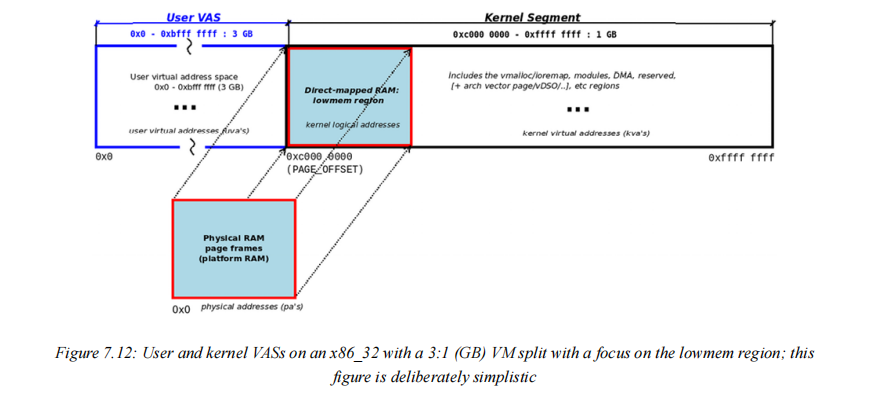 User VAS
Kernel Segment
0x0 - 0xbfff ffff : 3 GB
0xc000 0000 - 0xffff ffff : 1 GB
User virtual address space
0x0 - 0xbfff ffff (3 GB)
...
user virtual addresses (uva's)
Direct-mapped RAM:
lowmem region
kernel logical addresses
Includes the vmalloc/ioremap, modules, DMA, reserved,
[+ arch vector page/vDSO/..], etc regions
...
kernel virtual addresses (kva's)
0x0
0xc000 0000
(PAGE_OFFSET)
0xffff ffff
Physical RAM
page frames
(platform RAM)
0x0
physical addresses (pa's)
Figure 7.12: User and kernel VASs on an x86_32 with a 3:1 (GB) VM split with a focus on the lowmem region; this
figure is deliberately simplistic